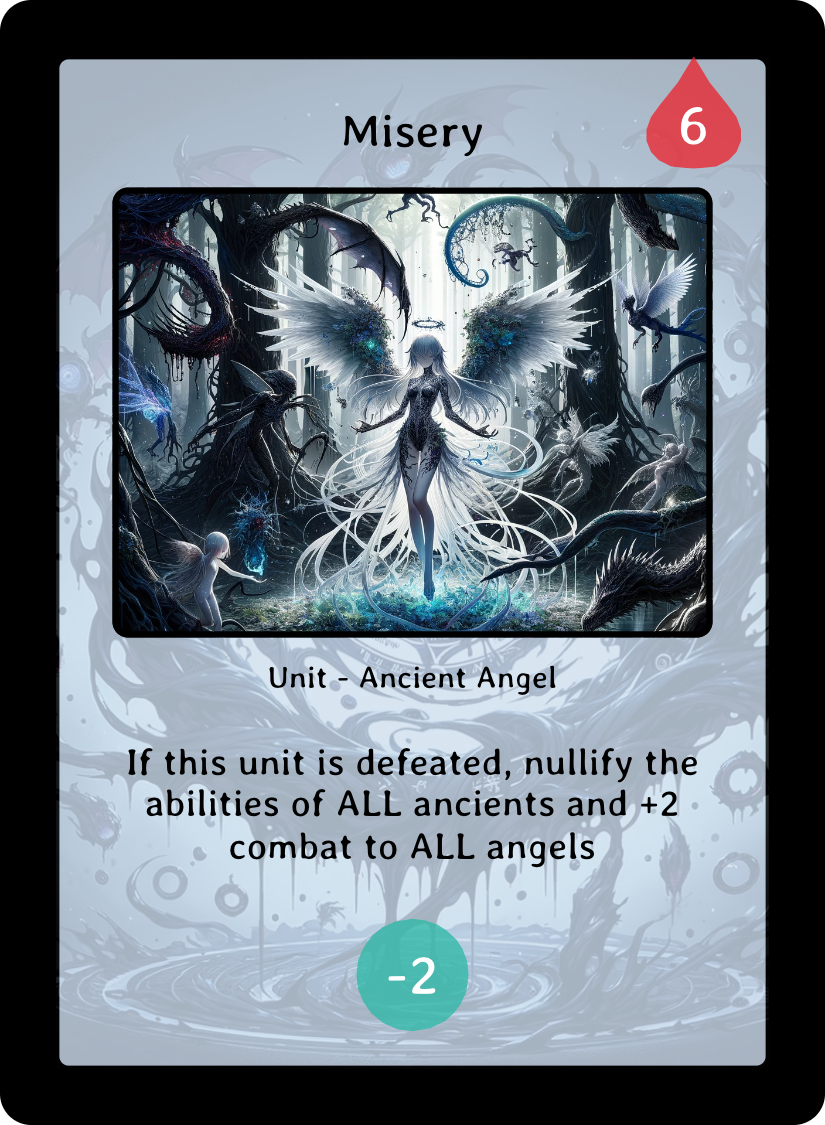 Misery
6
Unit - Ancient Angel
If this unit is defeated, nullify the
abilities of ALL ancients and +2
combat to ALL angels
-2